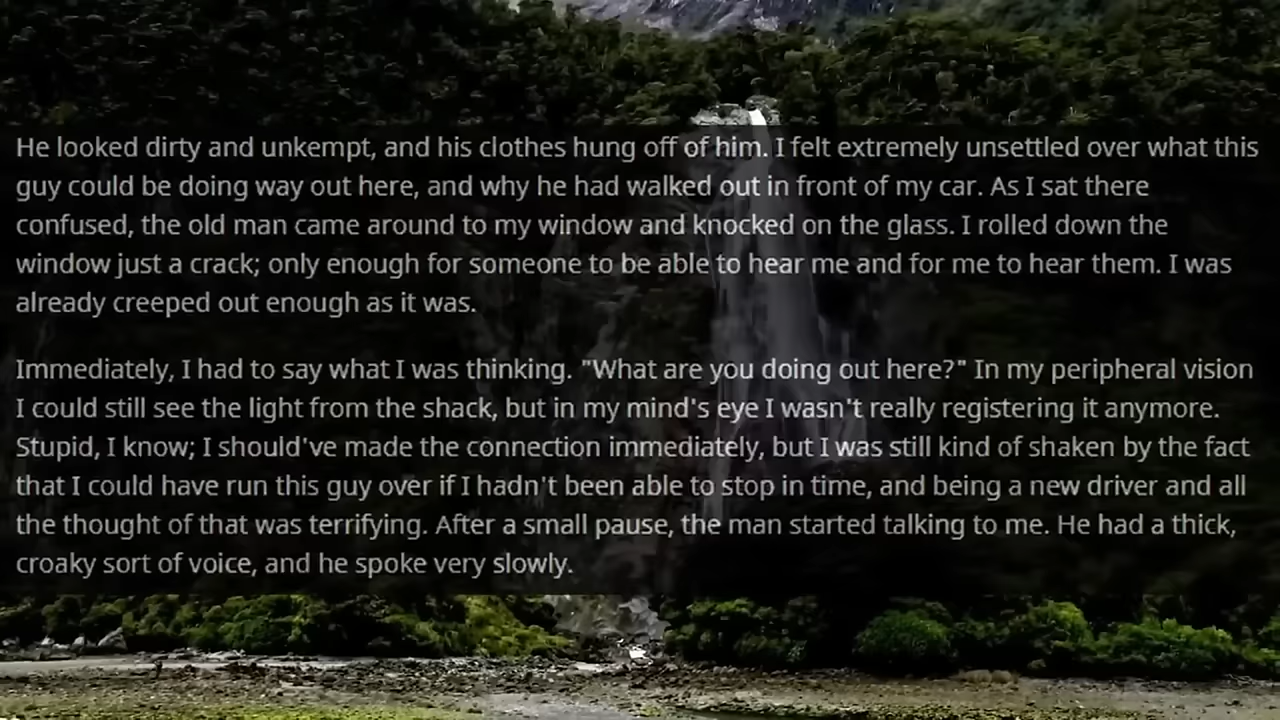 He looked dirty and unkempt, and his clothes hung off of him. I felt extremely unsettled over what this
guy could be doing way out here, and why he had walked out in front of my car. As I sat there
confused, the old man came around to my window and knocked on the glass. I rolled down the
window just a crack; only enough for someone to be able to hear me and for me to hear them. I was
already creeped out enough as it was.
Immediately, I had to say what I was thinking. "What are you doing out here?" In my peripheral vision
I could still see the light from the shack, but in my mind's eye I wasn't really registering it anymore.
Stupid, I know; I should've made the connection immediately, but I was still kind of shaken by the fact
that I could have run this guy over if I hadn't been able to stop in time, and being a new driver and all
the thought of that was terrifying. After a small pause, the man started talking to me. He had a thick,
croaky sort of voice, and he spoke very slowly.